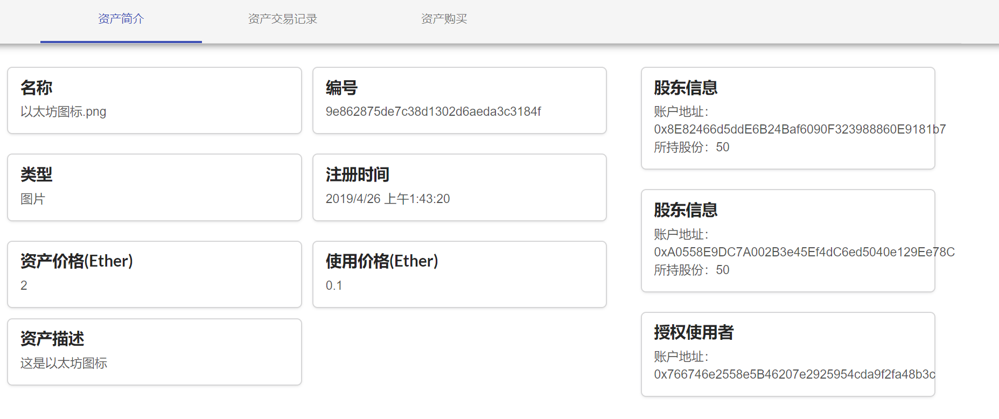 资产简介
资产交易记录
资产购买
名称
以太坊图标.png
编号
9e862875de7c38d1302d6aeda3c3184f
类型
图片
注册时间
2019/4/26 上午1:43:20
资产价格(Ether)
2
使用价格(Ether)
0.1
资产描述
这是以太坊图标
股东信息
账户地址：
0x8E82466d5ddE6B24Baf6090F323988860E9181b7
所持股份：50
股东信息
账户地址：
0xA0558E9DC7A002B3e45Ef4dC6ed5040e129Ee78C
所持股份：50
授权使用者
账户地址：
0x766746e2558e5B46207e2925954cda9f2fa48b3c